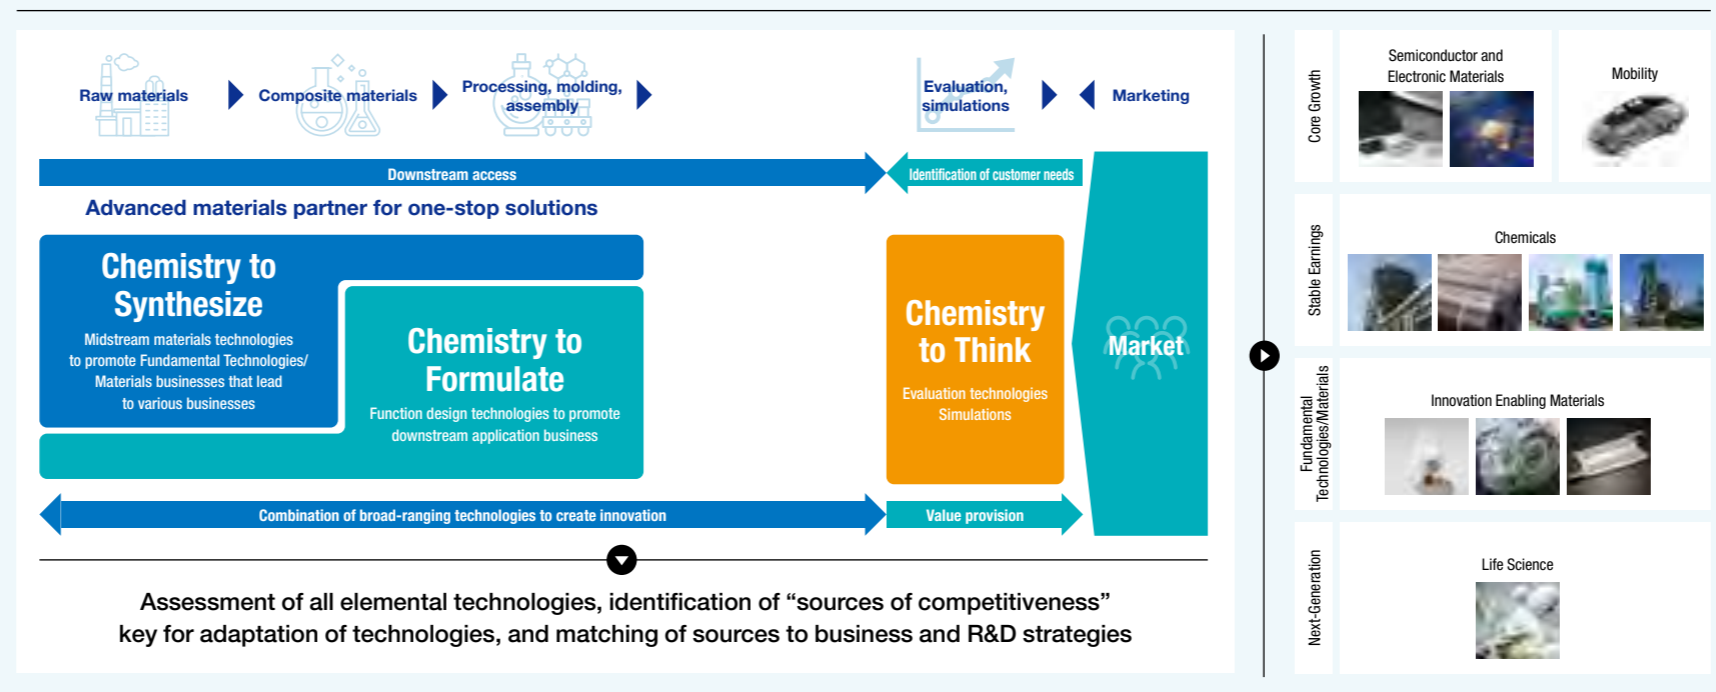 Raw materials
Composite materials
Processing, molding,
assembly
Evaluation,
simulations
Marketing
Downstream access
Identification of customer needs
Advanced materials partner for one-stop solutions
Chemistry to
Synthesize
Midstream materials technologies
to promote Fundamental Technologies/
Materials businesses that lead
to various businesses
Chemistry to
Formulate
Function design technologies to promote
downstream application business
Chemistry
to Think
Evaluation technologies
Simulations
Market
Combination of broad-ranging technologies to create innovation
Value provision
Assessment of all elemental technologies, identification of “sources of competitiveness”
key for adaptation of technologies, and matching of sources to business and R&D strategies
Core Growth
Semiconductor and
Electronic Materials
Mobility
Stable Earnings
Chemicals
Fundamental
Technologies/Materials
Innovation Enabling Materials
Next-Generation
Life Science